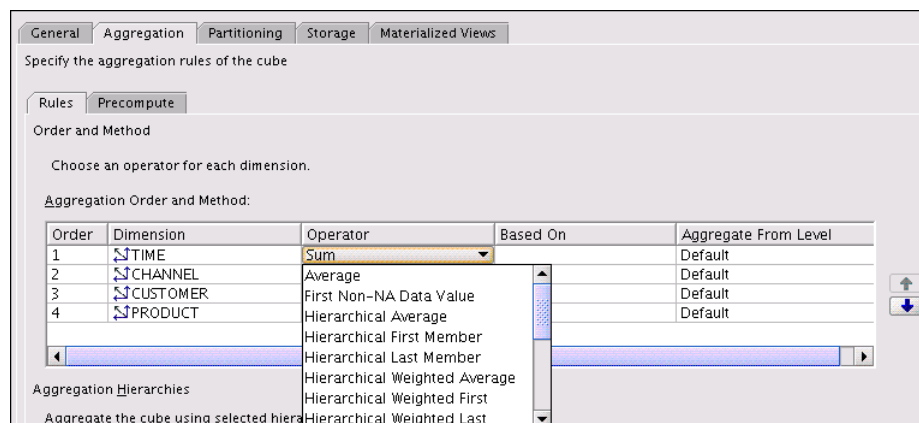 General Aggregation Partitioning Storage Materialized Views
Specify the aggregation rules of the cube
Rules Precompute
Order and Method
Choose an operator for each dimension.
Aggregation Order and Method:
Order Dimension Operator Based On Aggregate From Level
1 TIME Sum Default
2 CHANNEL Default
3 CUSTOMER Default
4 PRODUCT Default
Average
First Non-NA Data Value
Hierarchical Average
Hierarchical First Member
Hierarchical Last Member
Hierarchical Weighted Average
Hierarchical Weighted First
Hierarchical Weighted Last
Aggregation Hierarchies
Aggregate the cube using selected hiera